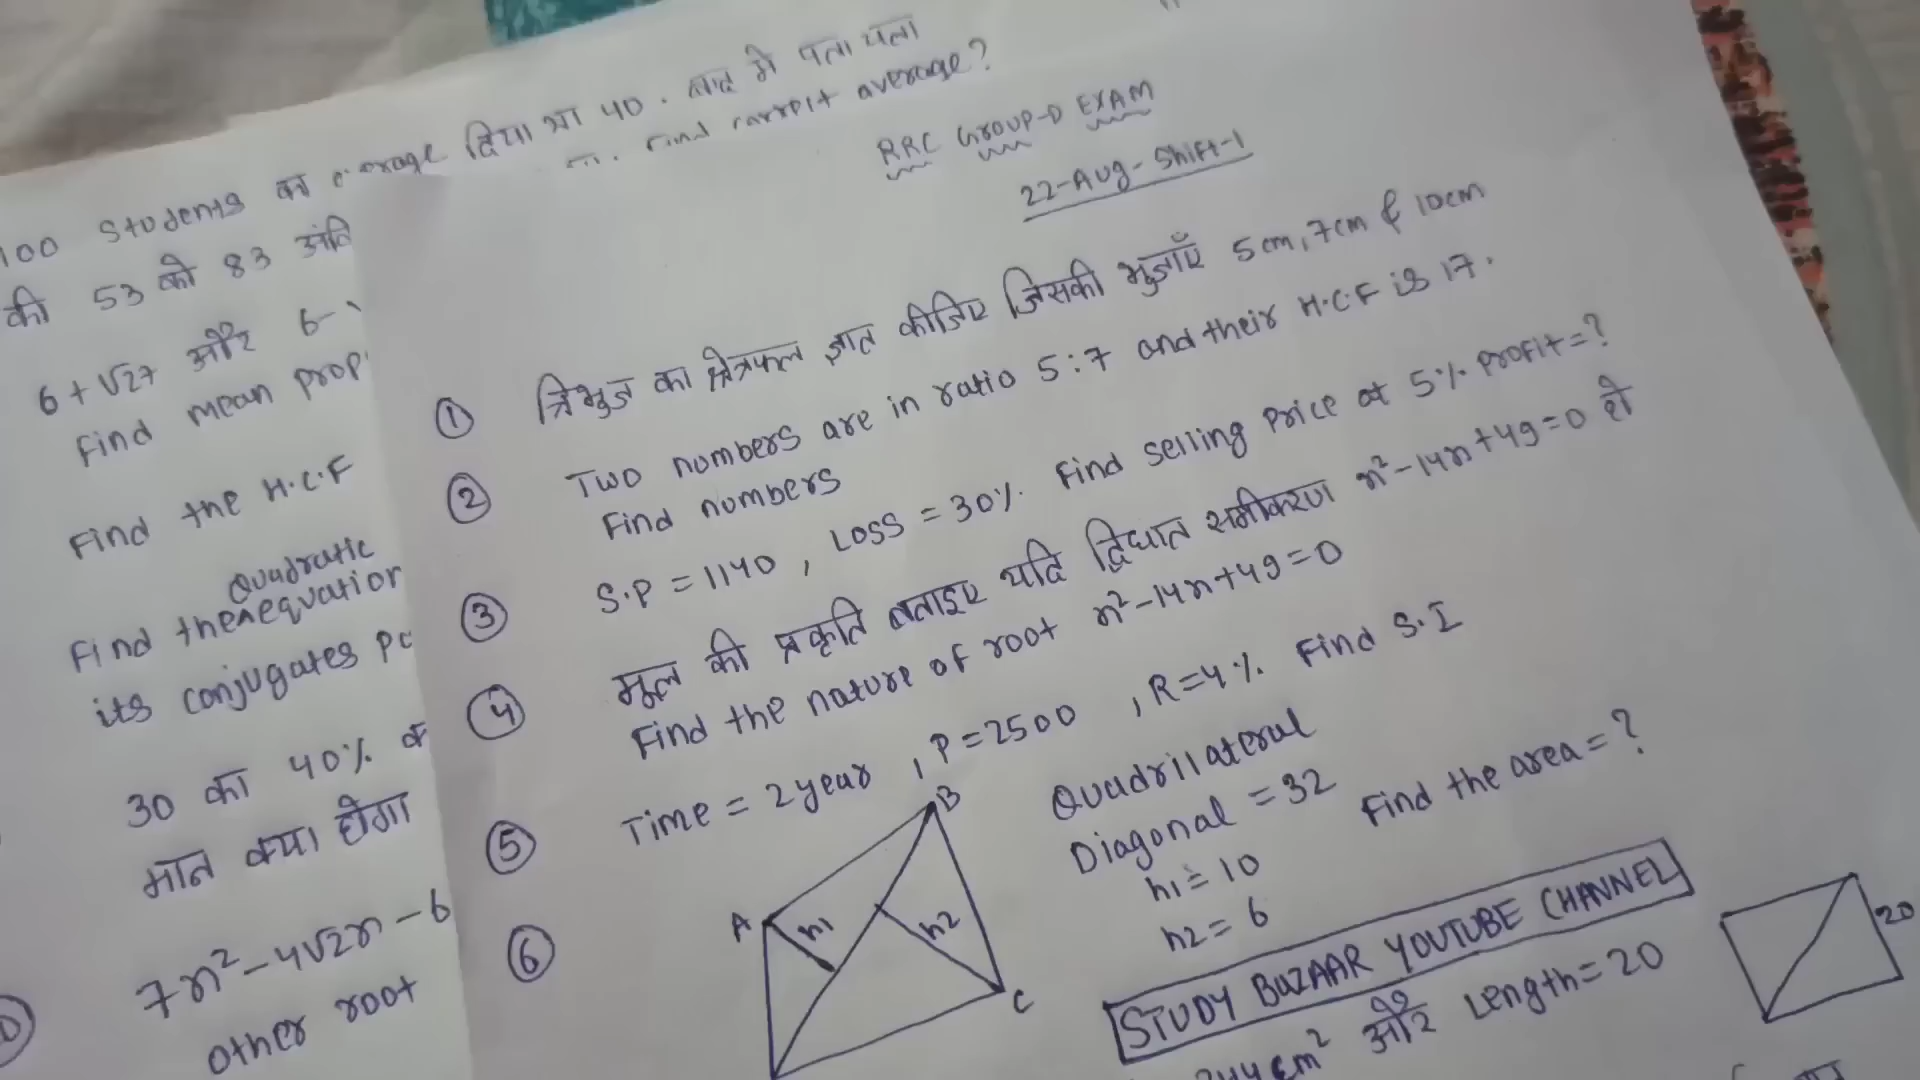 100 Students का दिया था 40. बाद में पता चला
की 53 को 83 अंति
Find average?
6+√27 और 6-
Find mean prop
Find the H.C.F
Quadratic
Find the equation
its conjugates
30 का 40%
मान क्या होगा
7x²-4√2x-6
other root
RRC GROUP-D EXAM
22-Aug-Shift-1
① त्रिभुज का क्षेत्रफल ज्ञात कीजिए जिसकी भुजाएँ 5cm, 7cm & 10cm
② Two numbers are in ratio 5:7 and their H.C.F is 17.
Find numbers
③ S.P = 1140, Loss = 30%. Find selling price at 5% profit=?
④ मूल की प्रकृति बताइए यदि द्विघात समीकरण x²-14x+49=0 हो
Find the nature of root x²-14x+49=0
⑤ Time = 2 year, P=2500, R=4%. Find S.I
⑥ Quadrilateral
Diagonal = 32 Find the area=?
h1=10
h2=6
A
B
C
h1
h2
STUDY BUZAAR YOUTUBE CHANNEL
cm² और Length=20
20